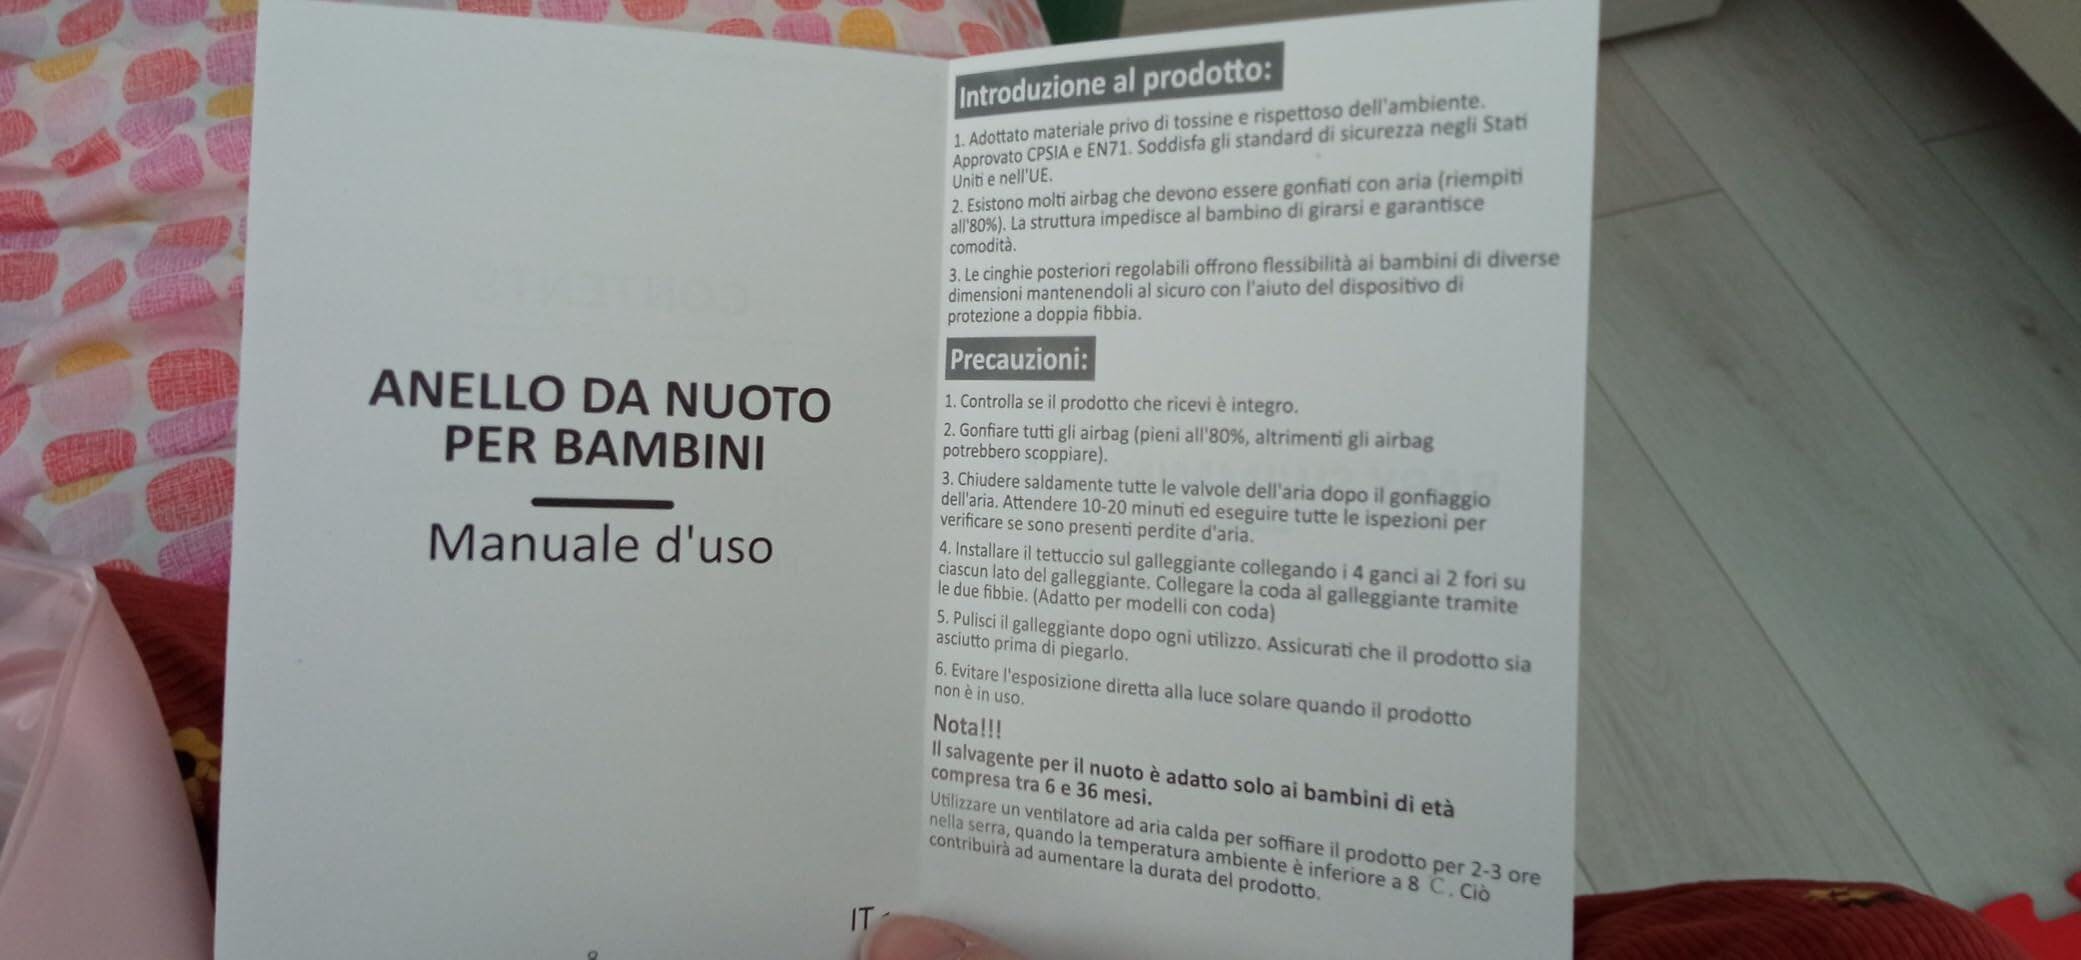 ANELLO DA NUOTO
PER BAMBINI
Manuale d'uso
IT
Introduzione al prodotto:
1. Adottato materiale privo di tossine e rispettoso dell'ambiente.
Approvato CPSIA e EN71. Soddisfa gli standard di sicurezza negli Stati
Uniti e nell'UE.
2. Esistono molti airbag che devono essere gonfiati con aria (riempiti
all'80%). La struttura impedisce al bambino di girarsi e garantisce
comodità.
3. Le cinghie posteriori regolabili offrono flessibilità ai bambini di diverse
dimensioni mantenendoli al sicuro con l'aiuto del dispositivo di
protezione a doppia fibbia.
Precauzioni:
1. Controlla se il prodotto che ricevi è integro.
2. Gonfiare tutti gli airbag (pieni all'80%, altrimenti gli airbag
potrebbero scoppiare).
3. Chiudere saldamente tutte le valvole dell'aria dopo il gonfiaggio
dell'aria. Attendere 10-20 minuti ed eseguire tutte le ispezioni per
verificare se sono presenti perdite d'aria.
4. Installare il tettuccio sul galleggiante collegando i 4 ganci ai 2 fori su
ciascun lato del galleggiante. Collegare la coda al galleggiante tramite
le due fibbie. (Adatto per modelli con coda)
5. Pulisci il galleggiante dopo ogni utilizzo. Assicurati che il prodotto sia
asciutto prima di piegarlo.
6. Evitare l'esposizione diretta alla luce solare quando il prodotto
non è in uso.
Nota!!!
Il salvagente per il nuoto è adatto solo ai bambini di età
compresa tra 6 e 36 mesi.
Utilizzare un ventilatore ad aria calda per soffiare il prodotto per 2-3 ore
nella serra, quando la temperatura ambiente è inferiore a 8 C. Ciò
contribuirà ad aumentare la durata del prodotto.